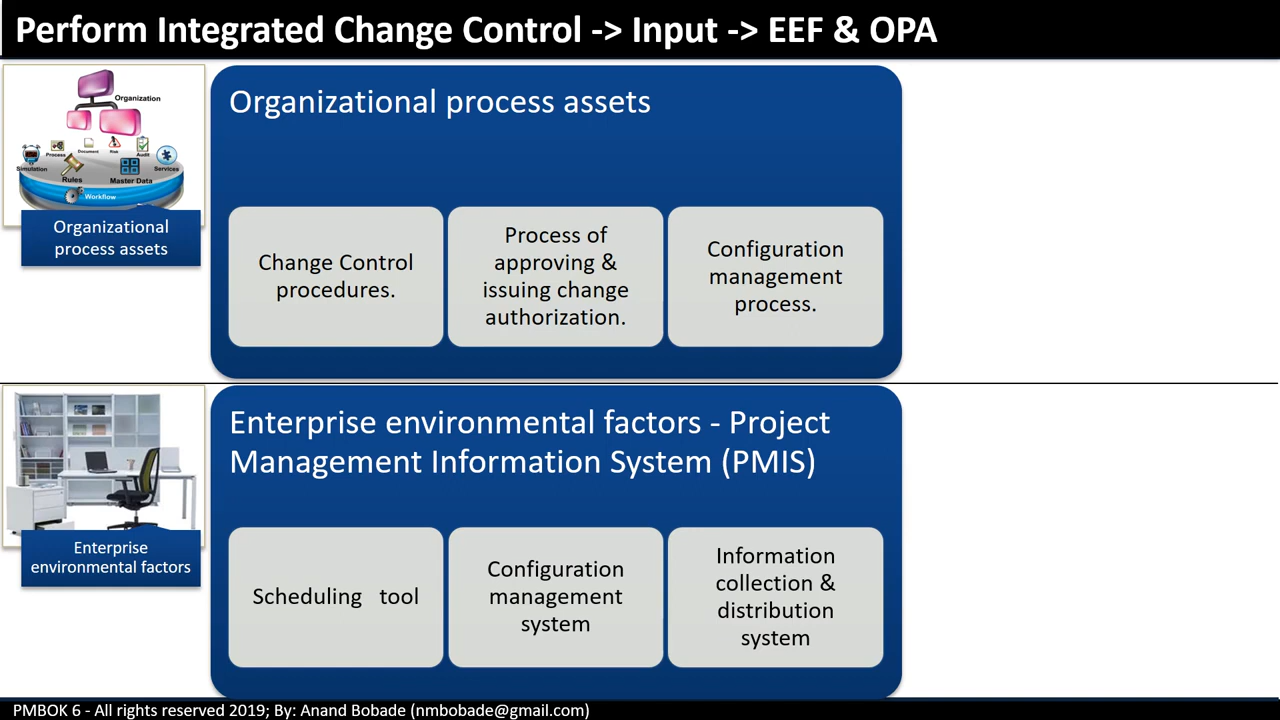 Perform Integrated Change Control -> Input -> EEF & OPA
Organization
Process
Document
Risk
Audit
Simulation
Rules
Master Data
Services
Workflow
Organizational
process assets
Organizational process assets
Change Control
procedures.
Process of
approving &
issuing change
authorization.
Configuration
management
process.
Enterprise
environmental factors
Enterprise environmental factors - Project
Management Information System (PMIS)
Scheduling tool
Configuration
management
system
Information
collection &
distribution
system
PMBOK 6 - All rights reserved 2019; By: Anand Bobade (nmbobade@gmail.com)